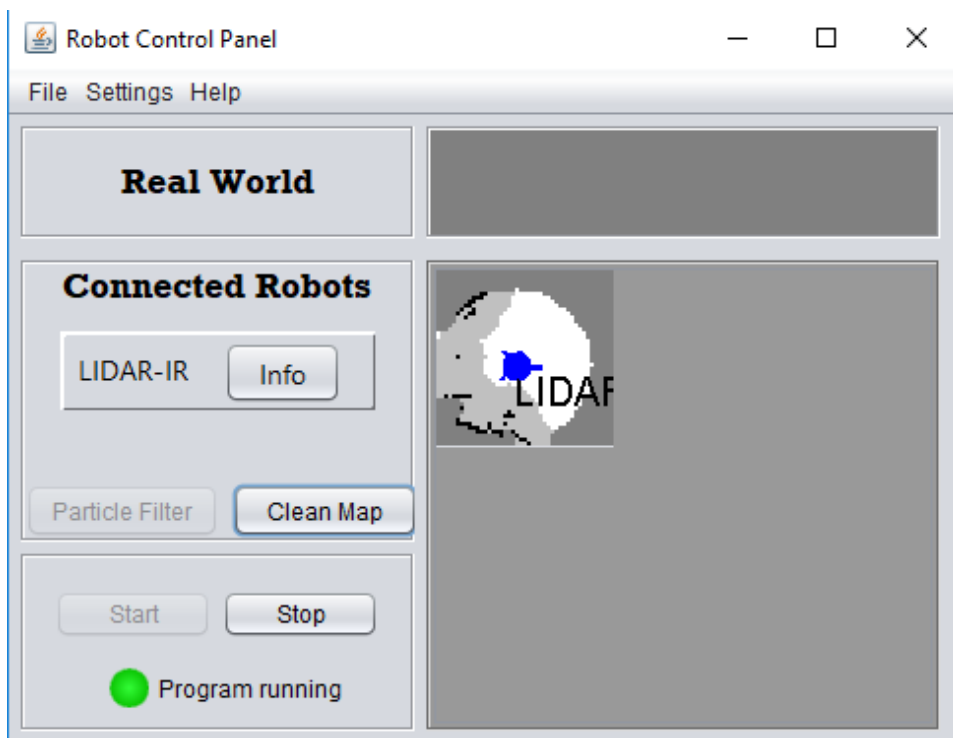 Robot Control Panel
File Settings Help
Real World
Connected Robots
LIDAR-IR Info
Particle Filter Clean Map
Start Stop
Program running
LIDAR